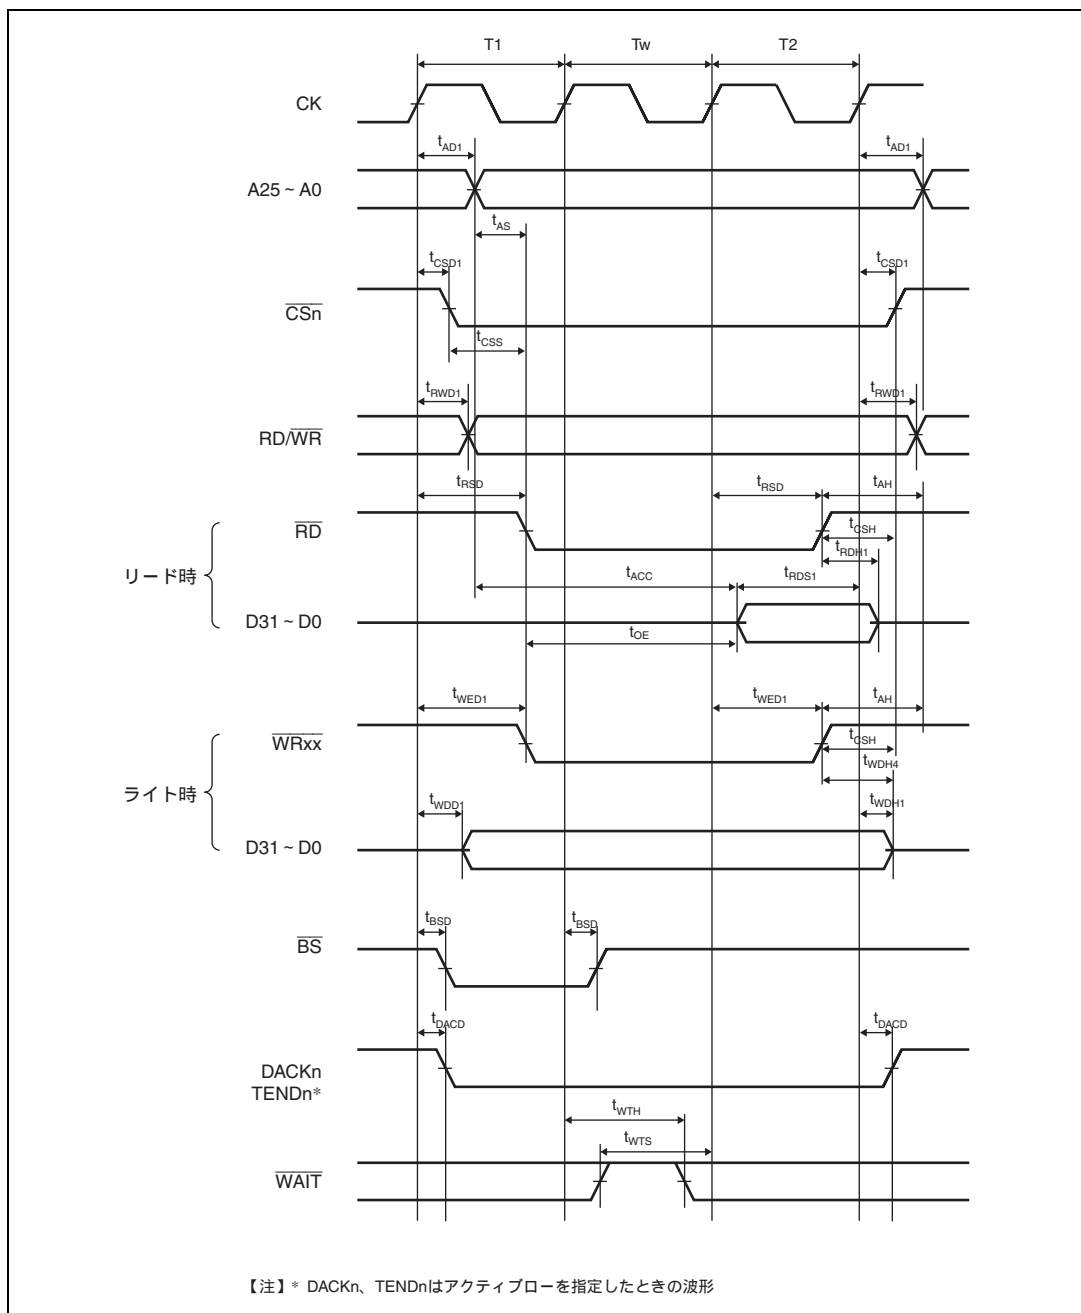 T1 Tw T2
CK
tAD1 tAD1
A25 ~ A0
tAS
tCSD1 tCSD1
CSn
tCSS
tRWD1 tRWD1
RD/WR
tRSD tRSD tAH
RD
tCSH
tRDH1
リード時
tACC tRDS1
D31 ~ D0
tOE
tWED1 tWED1 tAH
WRxx
tCSH
tWDH4
ライト時
tWDD1 tWDH1
D31 ~ D0
tBSD tBSD
BS
tDACD tDACD
DACKn
TENDn*
tWTH
tWTS
WAIT
【注】* DACKn、TENDnはアクティブローを指定したときの波形